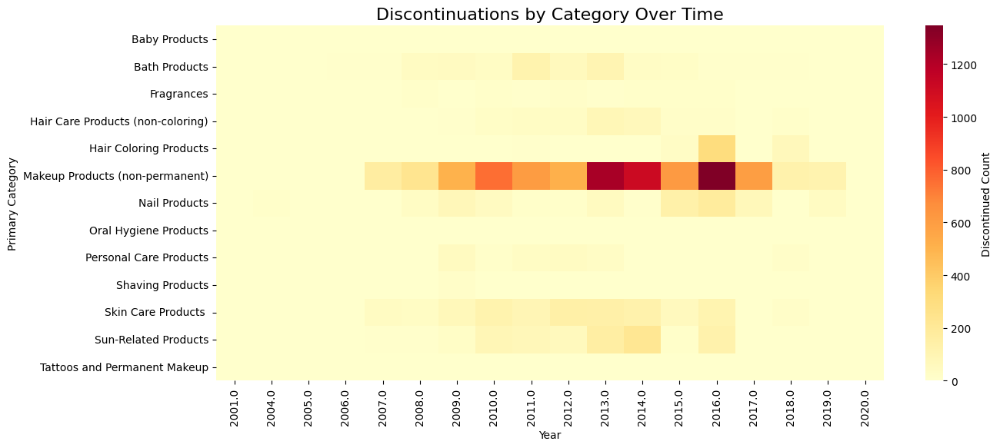 Discontinuations by Category Over Time
Primary Category
Baby Products
Bath Products
Fragrances
Hair Care Products (non-coloring)
Hair Coloring Products
Makeup Products (non-permanent)
Nail Products
Oral Hygiene Products
Personal Care Products
Shaving Products
Skin Care Products
Sun-Related Products
Tattoos and Permanent Makeup
2001.0 2004.0 2005.0 2006.0 2007.0 2008.0 2009.0 2010.0 2011.0 2012.0 2013.0 2014.0 2015.0 2016.0 2017.0 2018.0 2019.0 2020.0
Year
1200
1000
800
600
400
200
0
Discontinued Count